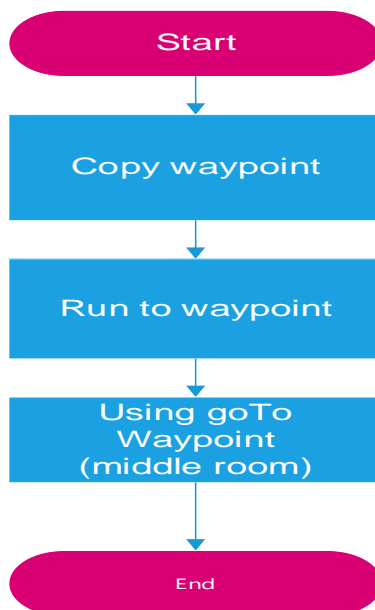 Start
Copy waypoint
Run to waypoint
Using goTo
Waypoint
(middle room)
End